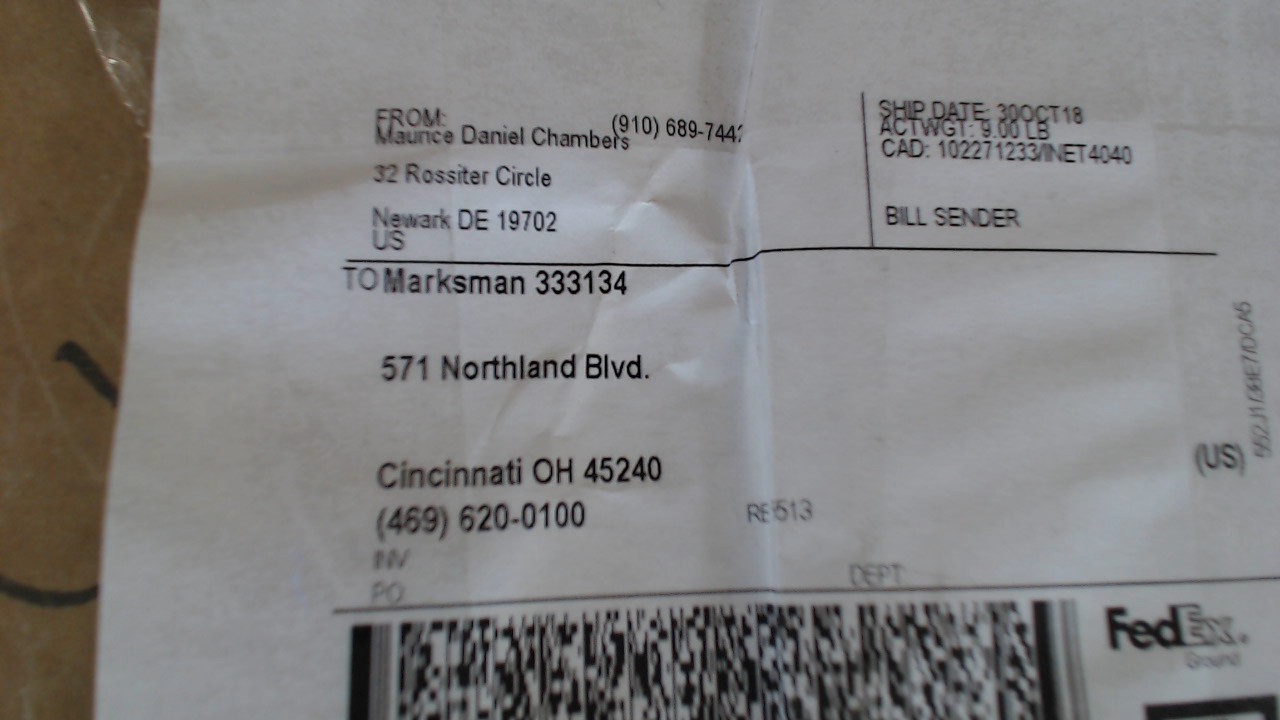 FROM:
(910) 689-7442
Maurice Daniel Chambers
32 Rossiter Circle
Newark DE 19702
US
SHIP DATE: 30OCT18
ACTWGT: 9.00 LB
CAD: 102271233/INET4040
BILL SENDER
TO Marksman 333134
571 Northland Blvd.
Cincinnati OH 45240
(US)
(469) 620-0100
513
INV
PO
DEPT
FedEx.
Ground